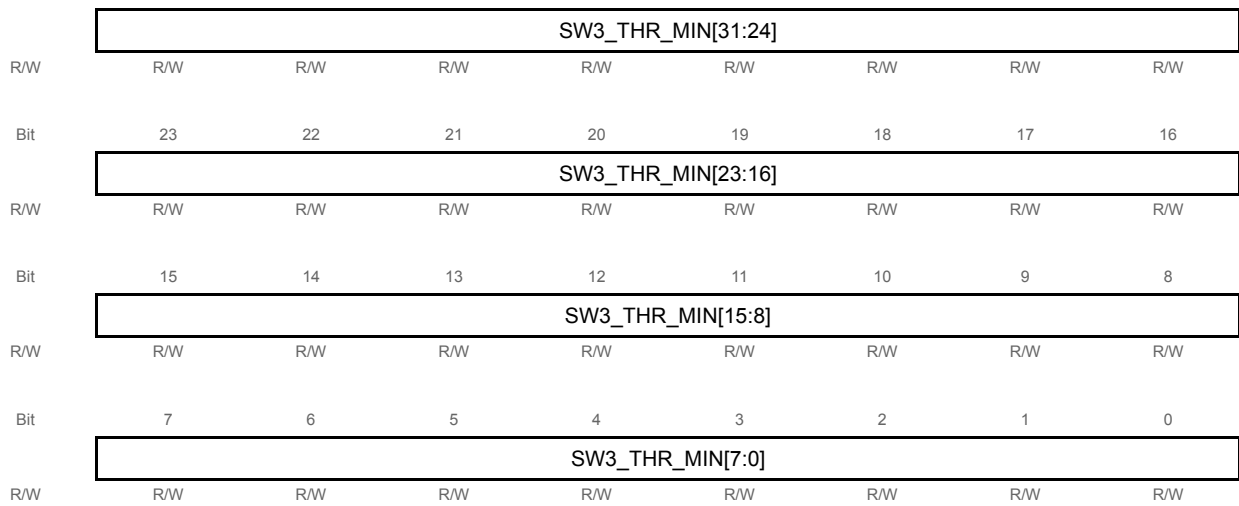 SW3_THR_MIN[31:24]
R/W R/W R/W R/W R/W R/W R/W R/W R/W
Bit 23 22 21 20 19 18 17 16
SW3_THR_MIN[23:16]
R/W R/W R/W R/W R/W R/W R/W R/W R/W
Bit 15 14 13 12 11 10 9 8
SW3_THR_MIN[15:8]
R/W R/W R/W R/W R/W R/W R/W R/W R/W
Bit 7 6 5 4 3 2 1 0
SW3_THR_MIN[7:0]
R/W R/W R/W R/W R/W R/W R/W R/W R/W